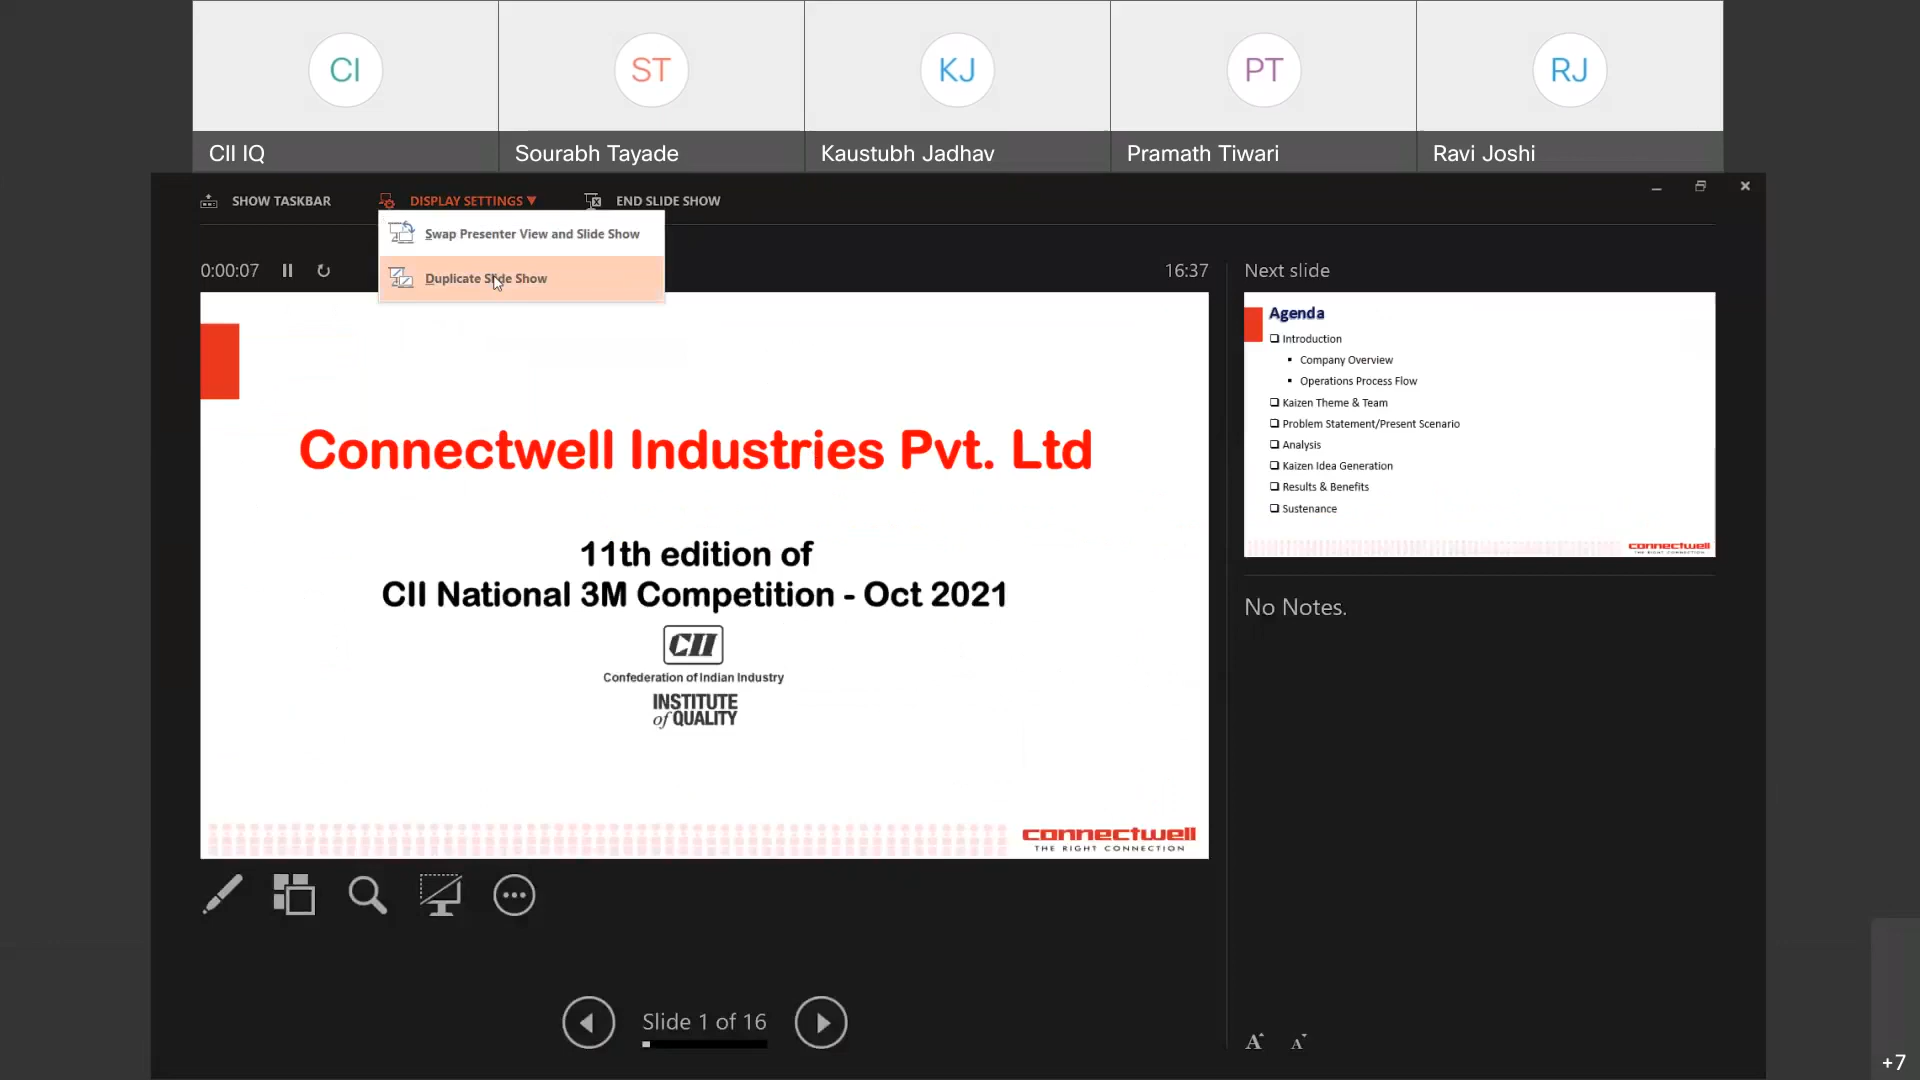 CI
ST
KJ
PT
RJ
CII IQ
Sourabh Tayade
Kaustubh Jadhav
Pramath Tiwari
Ravi Joshi
SHOW TASKBAR
DISPLAY SETTINGS ▼
END SLIDE SHOW
Swap Presenter View and Slide Show
Duplicate Slide Show
0:00:07
16:37
Connectwell Industries Pvt. Ltd
11th edition of
CII National 3M Competition - Oct 2021
CII
Confederation of Indian Industry
INSTITUTE
of QUALITY
connectwell
THE RIGHT CONNECTION
Next slide
Agenda
❑ Introduction
▪ Company Overview
▪ Operations Process Flow
❑ Kaizen Theme & Team
❑ Problem Statement/Present Scenario
❑ Analysis
❑ Kaizen Idea Generation
❑ Results & Benefits
❑ Sustenance
connectwell
THE RIGHT CONNECTION
No Notes.
Slide 1 of 16
A
A
+7